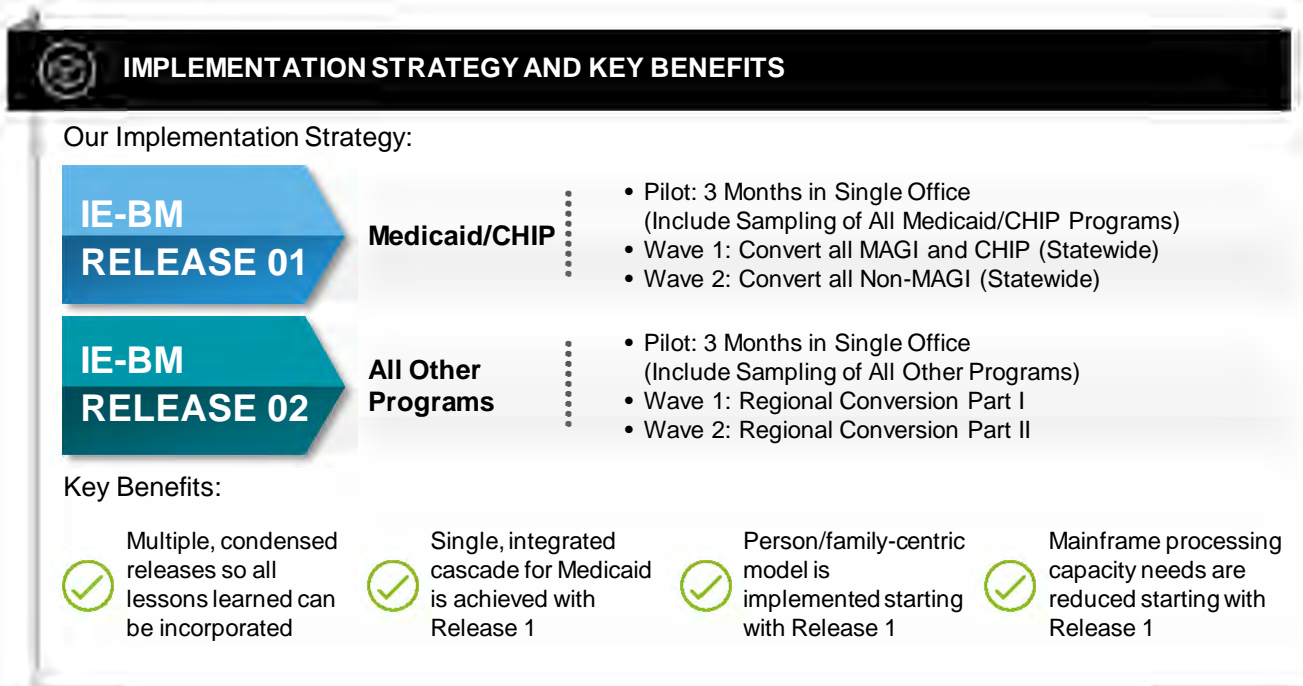 IMPLEMENTATION STRATEGY AND KEY BENEFITS
Our Implementation Strategy:
IE-BM
RELEASE 01
Medicaid/CHIP
• Pilot: 3 Months in Single Office
(Include Sampling of All Medicaid/CHIP Programs)
• Wave 1: Convert all MAGI and CHIP (Statewide)
• Wave 2: Convert all Non-MAGI (Statewide)
IE-BM
RELEASE 02
All Other
Programs
• Pilot: 3 Months in Single Office
(Include Sampling of All Other Programs)
• Wave 1: Regional Conversion Part I
• Wave 2: Regional Conversion Part II
Key Benefits:
Multiple, condensed
releases so all
lessons learned can
be incorporated
Single, integrated
cascade for Medicaid
is achieved with
Release 1
Person/family-centric
model is
implemented starting
with Release 1
Mainframe processing
capacity needs are
reduced starting with
Release 1